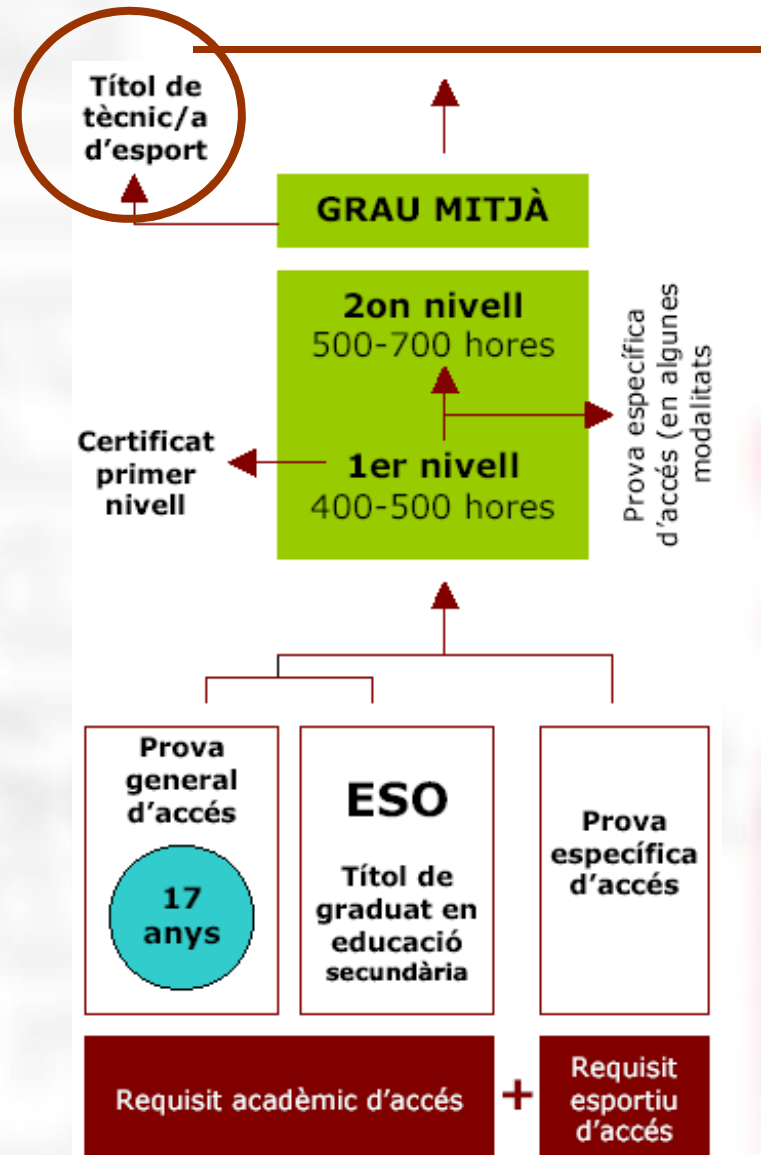 Títol de
tècnic/a
d'esport
GRAU MITJÀ
2on nivell
500-700 hores
Prova específica
d'accés (en algunes
modalitats
Certificat
primer
nivell
1er nivell
400-500 hores
Prova
general
d'accés
17
anys
ESO
Títol de
graduat en
educació
secundària
Prova
específica
d'accés
Requisit acadèmic d'accés
+
Requisit
esportiu
d'accés